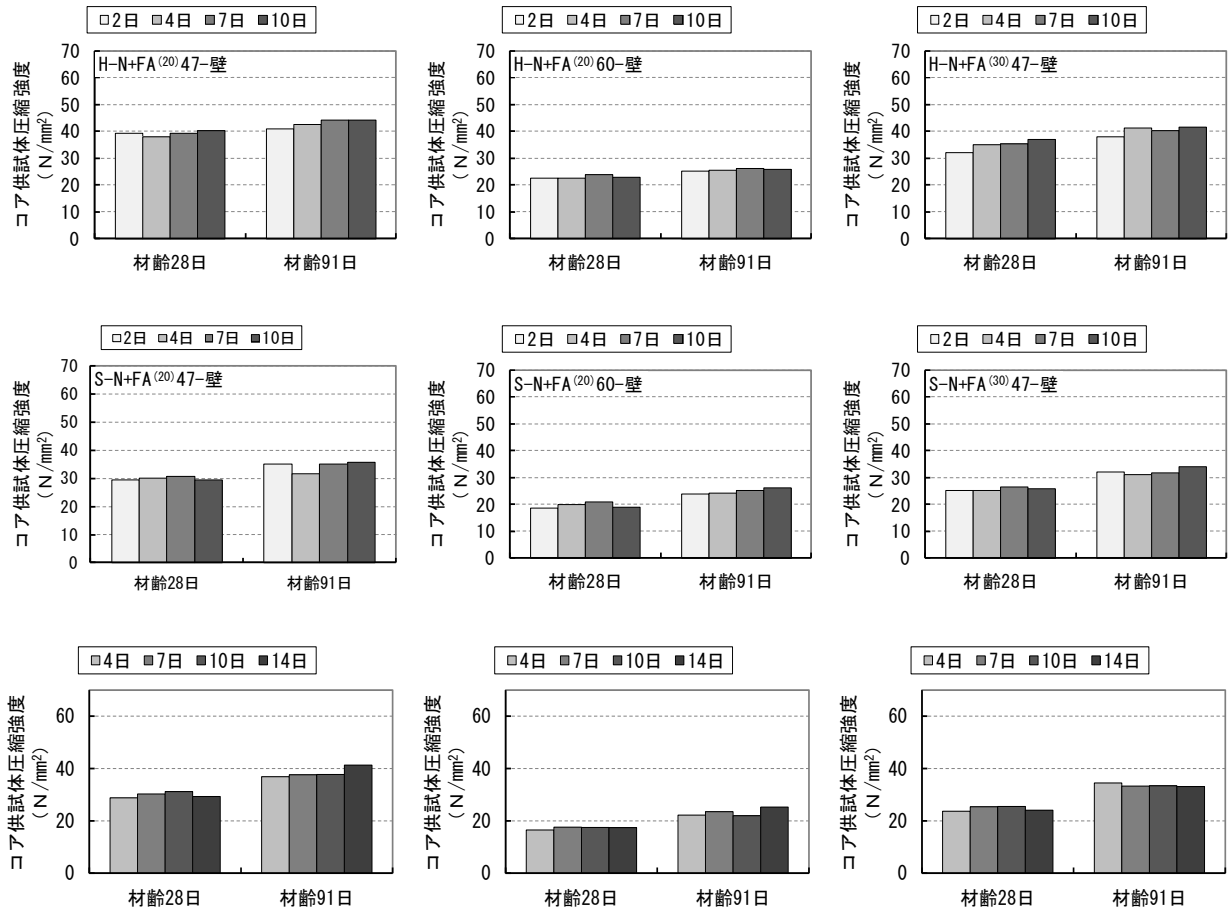 □2日 □4日 ■7日 ■10日
コア供試体圧縮強度
(N/mm²)
70
60
50
40
30
20
10
0
H-N+FA⁽²⁰⁾47-壁
材齢28日 材齢91日
□2日 □4日 ■7日 ■10日
コア供試体圧縮強度
(N/mm²)
70
60
50
40
30
20
10
0
H-N+FA⁽²⁰⁾60-壁
材齢28日 材齢91日
□2日 □4日 ■7日 ■10日
コア供試体圧縮強度
(N/mm²)
70
60
50
40
30
20
10
0
H-N+FA⁽³⁰⁾47-壁
材齢28日 材齢91日
□2日 □4日 ■7日 ■10日
コア供試体圧縮強度
(N/mm²)
70
60
50
40
30
20
10
0
S-N+FA⁽²⁰⁾47-壁
材齢28日 材齢91日
□2日 □4日 ■7日 ■10日
コア供試体圧縮強度
(N/mm²)
70
60
50
40
30
20
10
0
S-N+FA⁽²⁰⁾60-壁
材齢28日 材齢91日
□2日 □4日 ■7日 ■10日
コア供試体圧縮強度
(N/mm²)
70
60
50
40
30
20
10
0
S-N+FA⁽³⁰⁾47-壁
材齢28日 材齢91日
□4日 ■7日 ■10日 ■14日
コア供試体圧縮強度
(N/mm²)
60
40
20
0
材齢28日 材齢91日
□4日 ■7日 ■10日 ■14日
コア供試体圧縮強度
(N/mm²)
60
40
20
0
材齢28日 材齢91日
□4日 ■7日 ■10日 ■14日
コア供試体圧縮強度
(N/mm²)
60
40
20
0
材齢28日 材齢91日